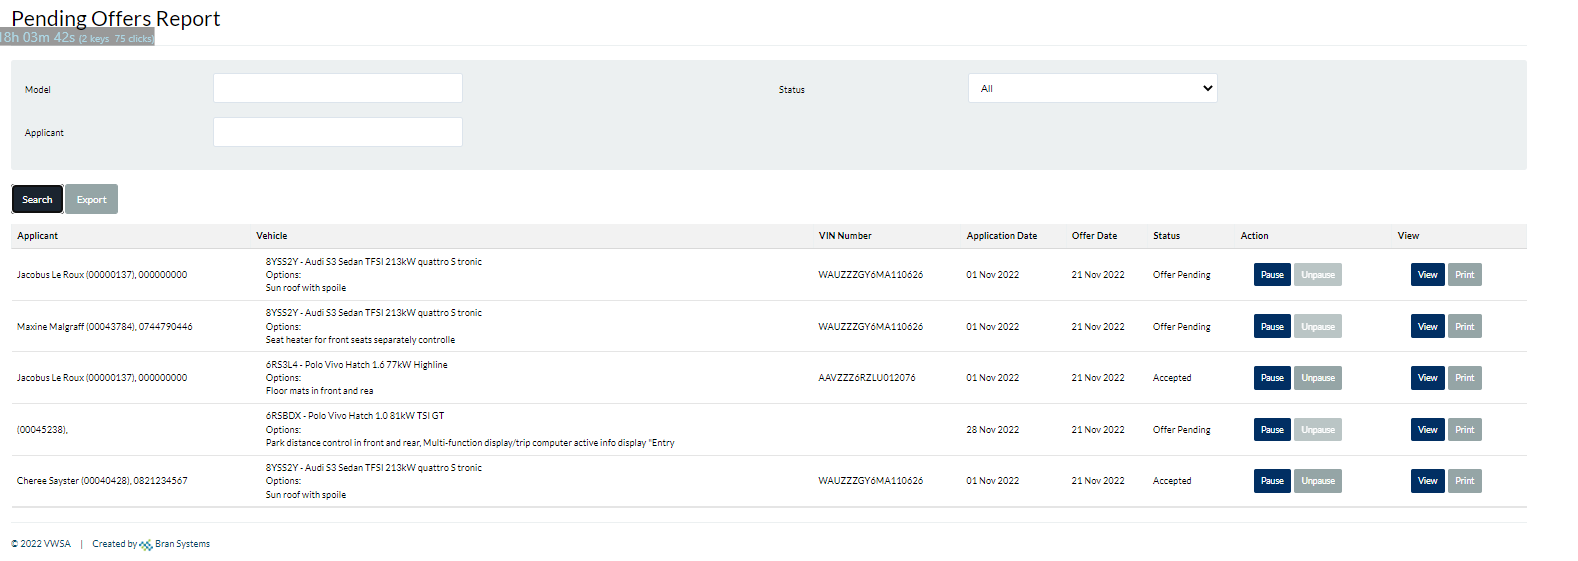 Pending Offers Report
18h 03m 42s (2 keys 75 clicks)
Model
Status
All
Applicant
Search
Export
Applicant Vehicle VIN Number Application Date Offer Date Status Action View
8YSS2Y - Audi S3 Sedan TFSI 213kW quattro S tronic
Jacobus Le Roux (00000137), 000000000 Options: WAUZZZGY6MA110626 01 Nov 2022 21 Nov 2022 Offer Pending Pause Unpause View Print
Sun roof with spoile
8YSS2Y - Audi S3 Sedan TFSI 213kW quattro S tronic
Maxine Malgraff (00043784), 0744790446 Options: WAUZZZGY6MA110626 01 Nov 2022 21 Nov 2022 Offer Pending Pause Unpause View Print
Seat heater for front seats separately controlle
6RS3L4 - Polo Vivo Hatch 1.6 77kW Highline
Jacobus Le Roux (00000137), 000000000 Options: AAVZZZ6RZLU012076 01 Nov 2022 21 Nov 2022 Accepted Pause Unpause View Print
Floor mats in front and rea
6RSBDX - Polo Vivo Hatch 1.0 81kW TSI GT
(00045238), Options: 28 Nov 2022 21 Nov 2022 Offer Pending Pause Unpause View Print
Park distance control in front and rear, Multi-function display/trip computer active info display "Entry
8YSS2Y - Audi S3 Sedan TFSI 213kW quattro S tronic
Cheree Sayster (00040428), 0821234567 Options: WAUZZZGY6MA110626 01 Nov 2022 21 Nov 2022 Accepted Pause Unpause View Print
Sun roof with spoile
© 2022 VWSA | Created by Bran Systems